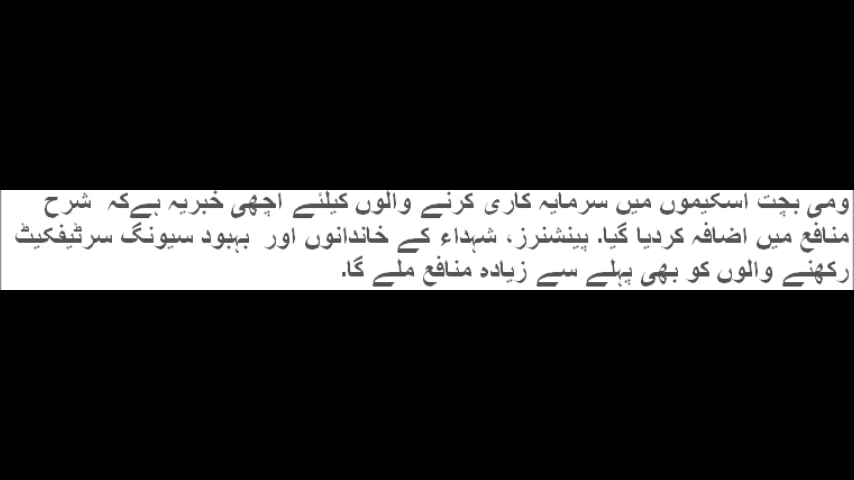 ومی بچت اسکیموں میں سرمایہ کاری کرنے والوں کیلئے اچھی خبریہ ہےکہ شرح
منافع میں اضافہ کردیا گیا. پینشنرز، شہداء کے خاندانوں اور بہبود سیونگ سرٹیفکیٹ
رکھنے والوں کو بھی پہلے سے زیادہ منافع ملے گا.